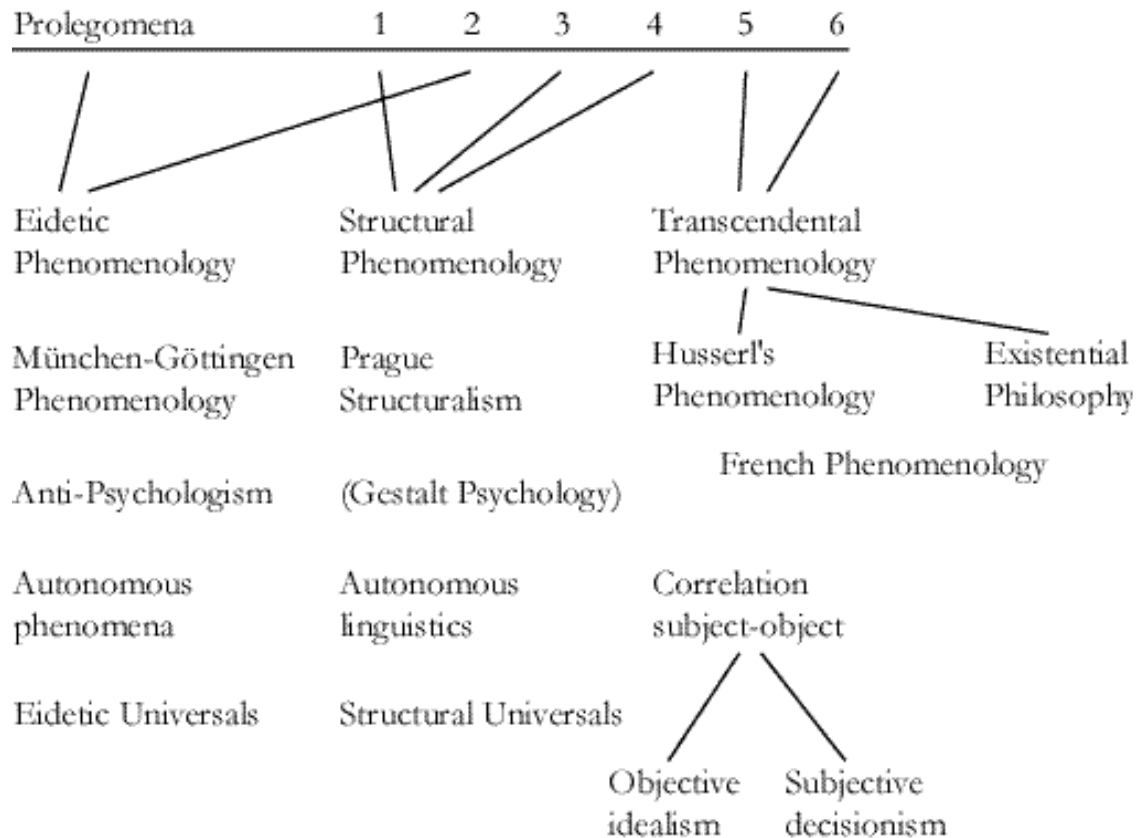 Prolegomena 1 2 3 4 5 6
Eidetic Phenomenology
Structural Phenomenology
Transcendental Phenomenology
München-Göttingen Phenomenology
Prague Structuralism
Husserl's Phenomenology
Existential Philosophy
French Phenomenology
Anti-Psychologism
(Gestalt Psychology)
Autonomous phenomena
Autonomous linguistics
Correlation subject-object
Eidetic Universals
Structural Universals
Objective idealism
Subjective decisionism